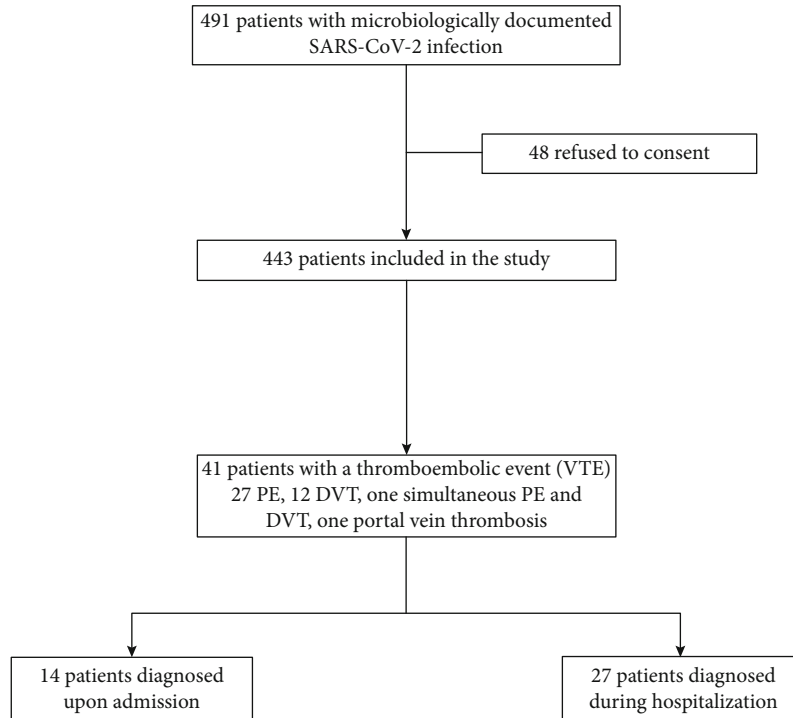 491 patients with microbiologically documented
SARS-CoV-2 infection
48 refused to consent
443 patients included in the study
41 patients with a thromboembolic event (VTE)
27 PE, 12 DVT, one simultaneous PE and
DVT, one portal vein thrombosis
14 patients diagnosed
upon admission
27 patients diagnosed
during hospitalization